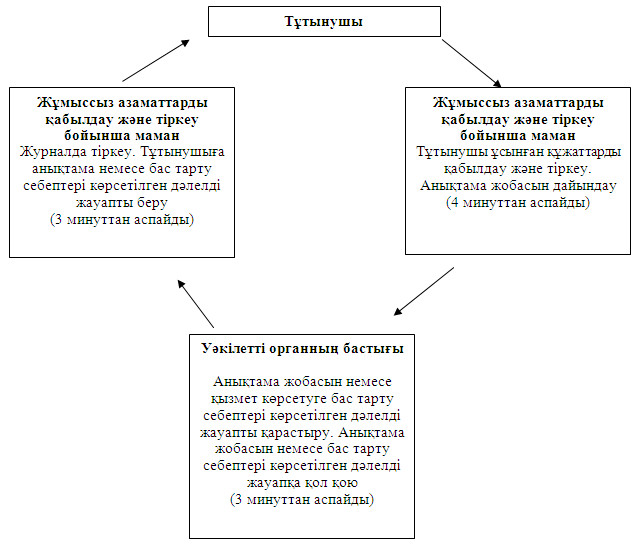 Тұтынушы
Жұмыссыз азаматтарды
қабылдау және тіркеу
бойынша маман
Журналда тіркеу. Тұтынушыға
анықтама немесе бас тарту
себептері көрсетілген дәлелді
жауапты беру
(3 минуттан аспайды)
Жұмыссыз азаматтарды
қабылдау және тіркеу
бойынша маман
Тұтынушы ұсынған құжаттарды
қабылдау және тіркеу.
Анықтама жобасын дайындау
(4 минуттан аспайды)
Уәкілетті органның бастығы
Анықтама жобасын немесе
қызмет көрсетуге бас тарту
себептері көрсетілген дәлелді
жауапты қарастыру. Анықтама
жобасын немесе бас тарту
себептері көрсетілген дәлелді
жауапқа қол қою
(3 минуттан аспайды)